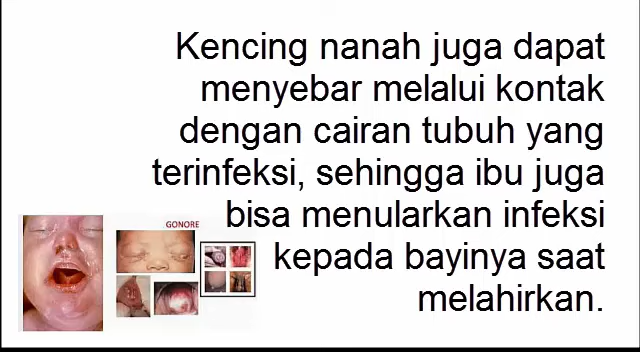 Kencing nanah juga dapat
menyebar melalui kontak
dengan cairan tubuh yang
terinfeksi, sehingga ibu juga
bisa menularkan infeksi
kepada bayinya saat
melahirkan.
GONORE